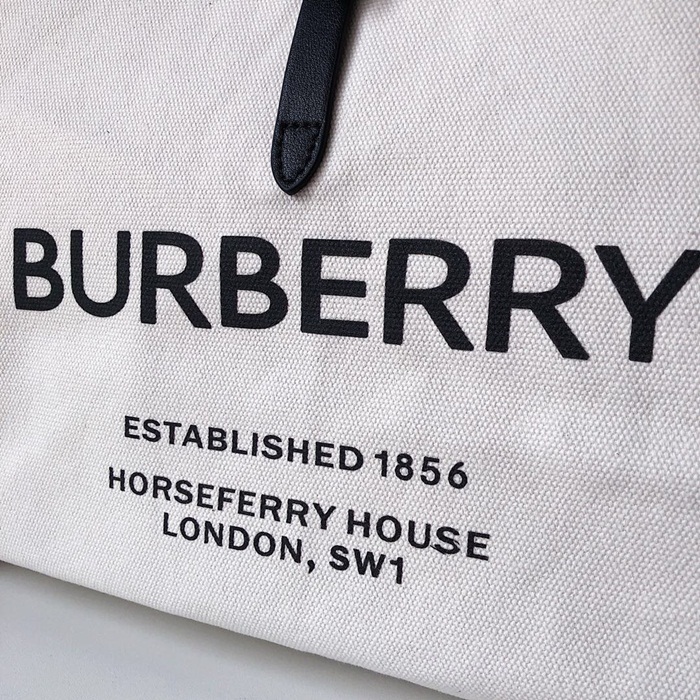 BURBERRY
ESTABLISHED 1856
HORSEFERRY HOUSE
LONDON, SW1